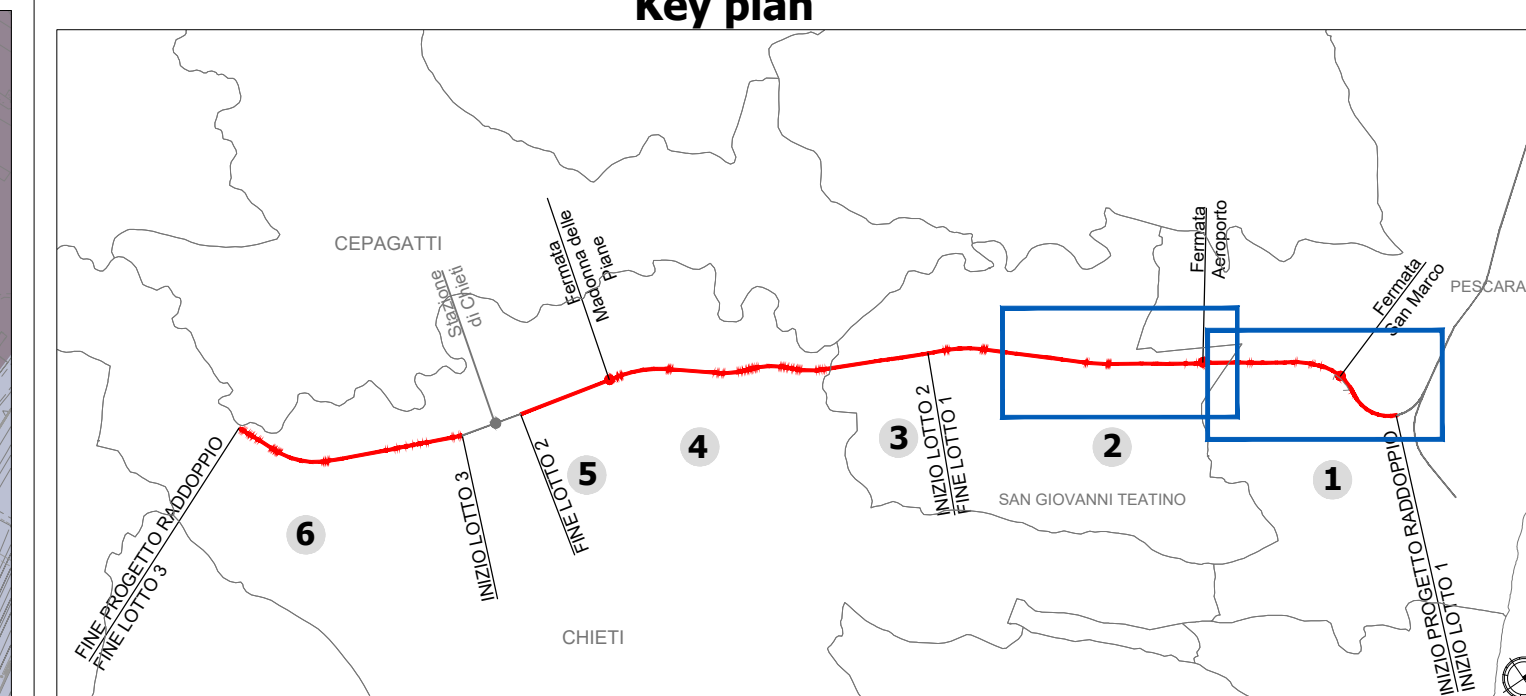 Key plan
CEPAGATTI
Stazione
di Chieti
Fermata
Madonna delle
Piane
Fermata
Aeroporto
Fermata
San Marco
PESCARA
FINE PROGETTO RADDOPPIO
FINE LOTTO 3
6
INIZIO LOTTO 3
FINE LOTTO 2
5
4
3
INIZIO LOTTO 2
FINE LOTTO 1
2
1
SAN GIOVANNI TEATINO
INIZIO PROGETTO RADDOPPIO
INIZIO LOTTO 1
CHIETI